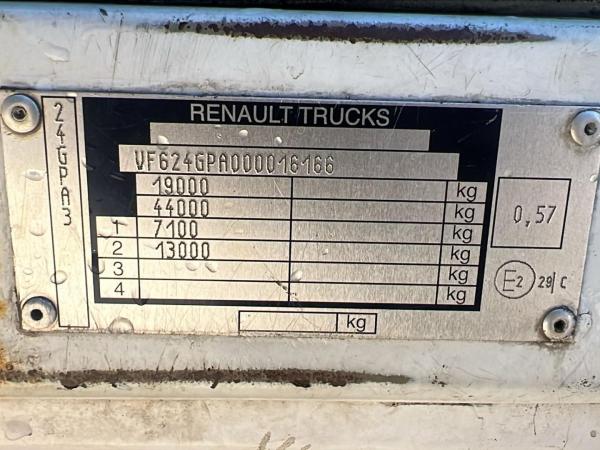 RENAULT TRUCKS
24GPA3
VF624GPA000016166
19000 kg
44000 kg
1 7100 kg
2 13000 kg
3 kg
4 kg
0,57
E2 29/C
kg